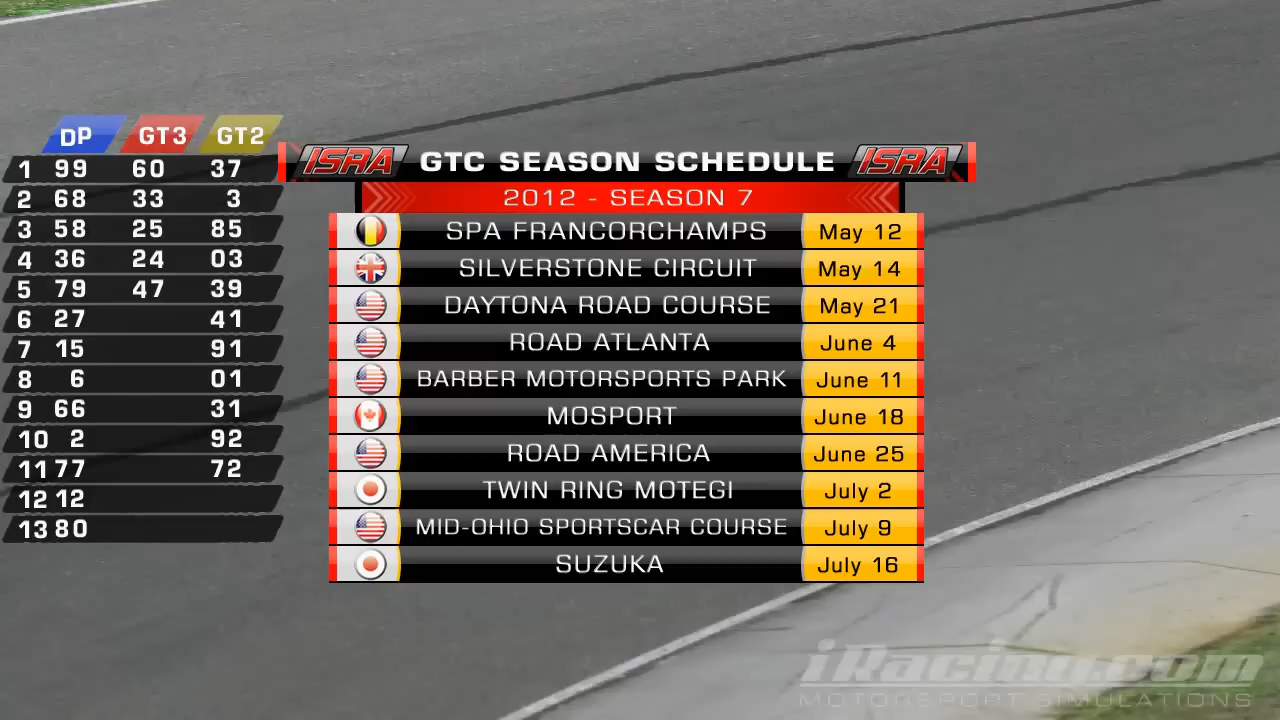 DP GT3 GT2
1 99 60 37
2 68 33 3
3 58 25 85
4 36 24 03
5 79 47 39
6 27 41
7 15 91
8 6 01
9 66 31
10 2 92
11 77 72
12 12
13 80
ISRA GTC SEASON SCHEDULE ISRA
2012 - SEASON 7
SPA FRANCORCHAMPS May 12
SILVERSTONE CIRCUIT May 14
DAYTONA ROAD COURSE May 21
ROAD ATLANTA June 4
BARBER MOTORSPORTS PARK June 11
MOSPORT June 18
ROAD AMERICA June 25
TWIN RING MOTEGI July 2
MID-OHIO SPORTSCAR COURSE July 9
SUZUKA July 16
iRacing.com
MOTORSPORT SIMULATIONS